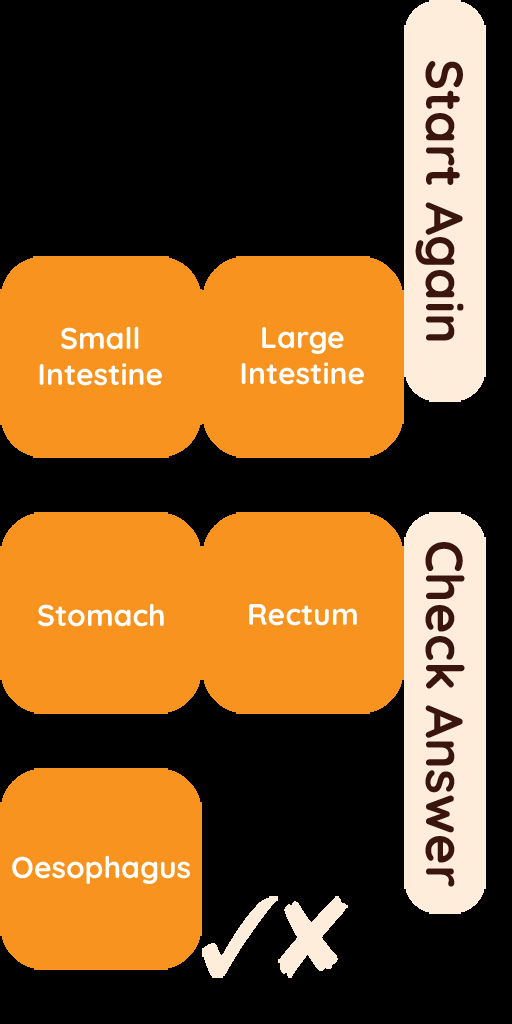 Start Again
Small
Intestine
Large
Intestine
Stomach
Rectum
Check Answer
Oesophagus